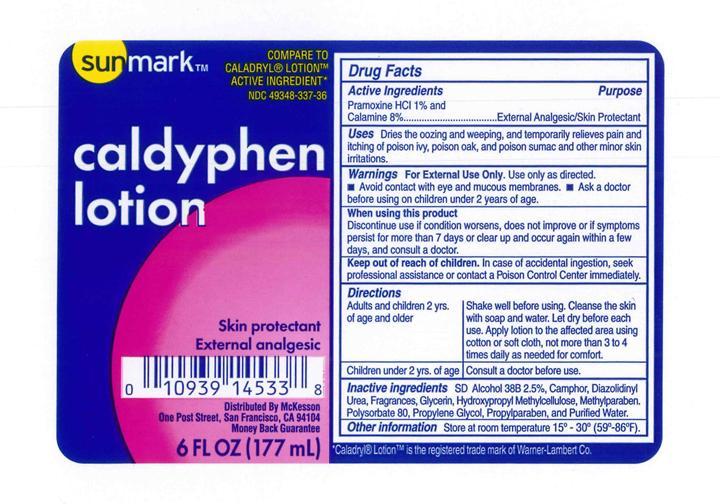 sunmark™
COMPARE TO
CALADRYL® LOTION™
ACTIVE INGREDIENT*
NDC 49348-337-36
caldyphen
lotion
Skin protectant
External analgesic
0 10939 14533 8
Distributed By McKesson
One Post Street, San Francisco, CA 94104
Money Back Guarantee
6 FL OZ (177 mL)
Drug Facts
Active Ingredients Purpose
Pramoxine HCl 1% and
Calamine 8%....................................External Analgesic/Skin Protectant
Uses Dries the oozing and weeping, and temporarily relieves pain and
itching of poison ivy, poison oak, and poison sumac and other minor skin
irritations.
Warnings For External Use Only. Use only as directed.
■ Avoid contact with eye and mucous membranes. ■ Ask a doctor
before using on children under 2 years of age.
When using this product
Discontinue use if condition worsens, does not improve or if symptoms
persist for more than 7 days or clear up and occur again within a few
days, and consult a doctor.
Keep out of reach of children. In case of accidental ingestion, seek
professional assistance or contact a Poison Control Center immediately.
Directions
Adults and children 2 yrs.
of age and older
Shake well before using. Cleanse the skin
with soap and water. Let dry before each
use. Apply lotion to the affected area using
cotton or soft cloth, not more than 3 to 4
times daily as needed for comfort.
Children under 2 yrs. of age
Consult a doctor before use.
Inactive ingredients SD Alcohol 38B 2.5%, Camphor, Diazolidinyl
Urea, Fragrances, Glycerin, Hydroxypropyl Methylcellulose, Methylparaben.
Polysorbate 80, Propylene Glycol, Propylparaben, and Purified Water.
Other information Store at room temperature 15º - 30º (59º-86ºF).
*Caladryl® Lotion™ is the registered trade mark of Warner-Lambert Co.